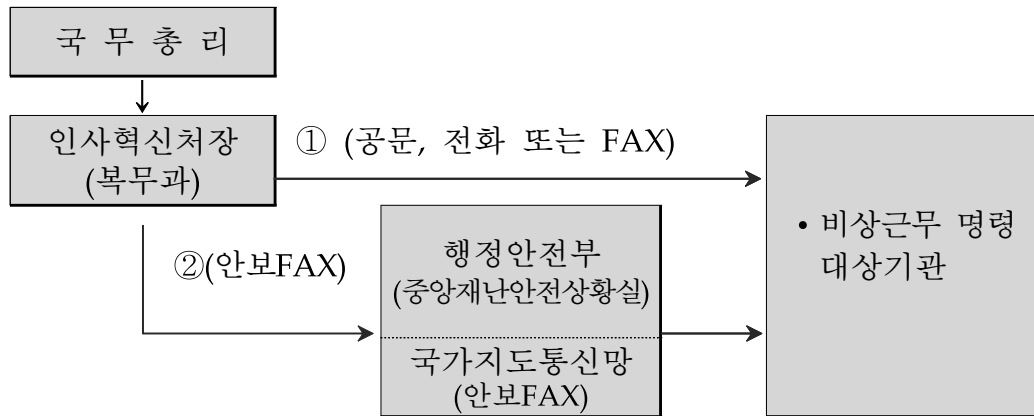 국 무 총 리
인사혁신처장
(복무과)
① (공문, 전화 또는 FAX)
②(안보FAX)
행정안전부
(중앙재난안전상황실)
국가지도통신망
(안보FAX)
• 비상근무 명령
대상기관